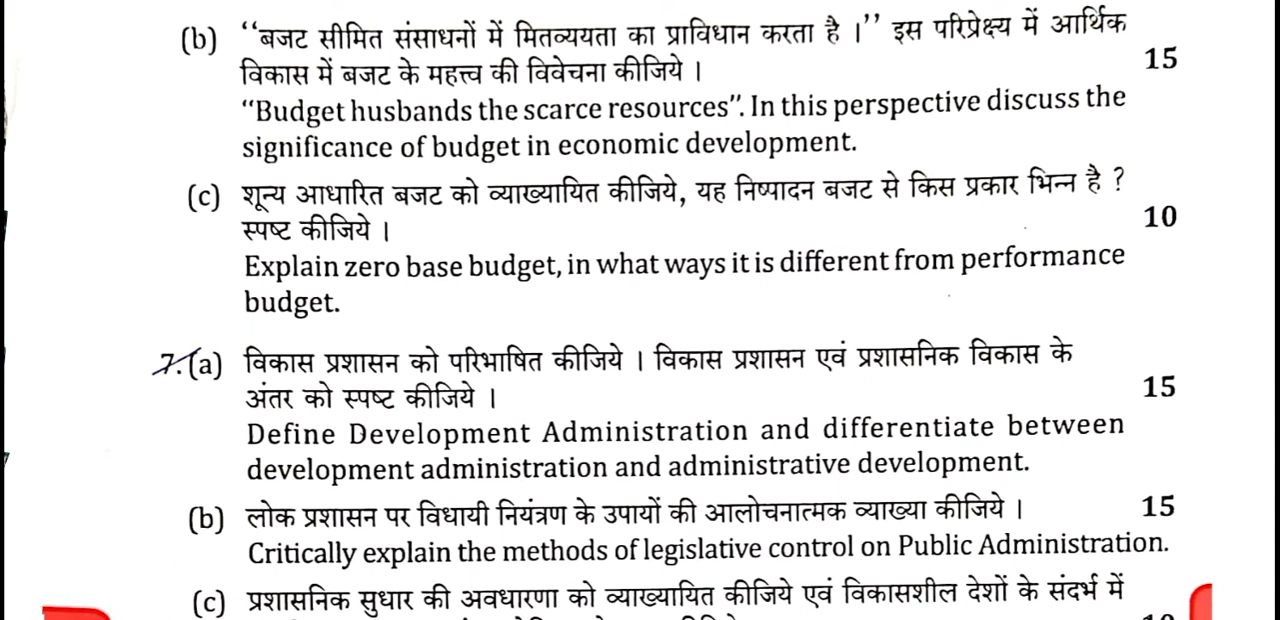 (b) “बजट सीमित संसाधनों में मितव्ययता का प्राविधान करता है ।” इस परिप्रेक्ष्य में आर्थिक
विकास में बजट के महत्त्व की विवेचना कीजिये । 15
“Budget husbands the scarce resources”. In this perspective discuss the
significance of budget in economic development.
(c) शून्य आधारित बजट को व्याख्यायित कीजिये, यह निष्पादन बजट से किस प्रकार भिन्न है ?
स्पष्ट कीजिये । 10
Explain zero base budget, in what ways it is different from performance
budget.
7.(a) विकास प्रशासन को परिभाषित कीजिये । विकास प्रशासन एवं प्रशासनिक विकास के
अंतर को स्पष्ट कीजिये । 15
Define Development Administration and differentiate between
development administration and administrative development.
(b) लोक प्रशासन पर विधायी नियंत्रण के उपायों की आलोचनात्मक व्याख्या कीजिये । 15
Critically explain the methods of legislative control on Public Administration.
(c) प्रशासनिक सुधार की अवधारणा को व्याख्यायित कीजिये एवं विकासशील देशों के संदर्भ में